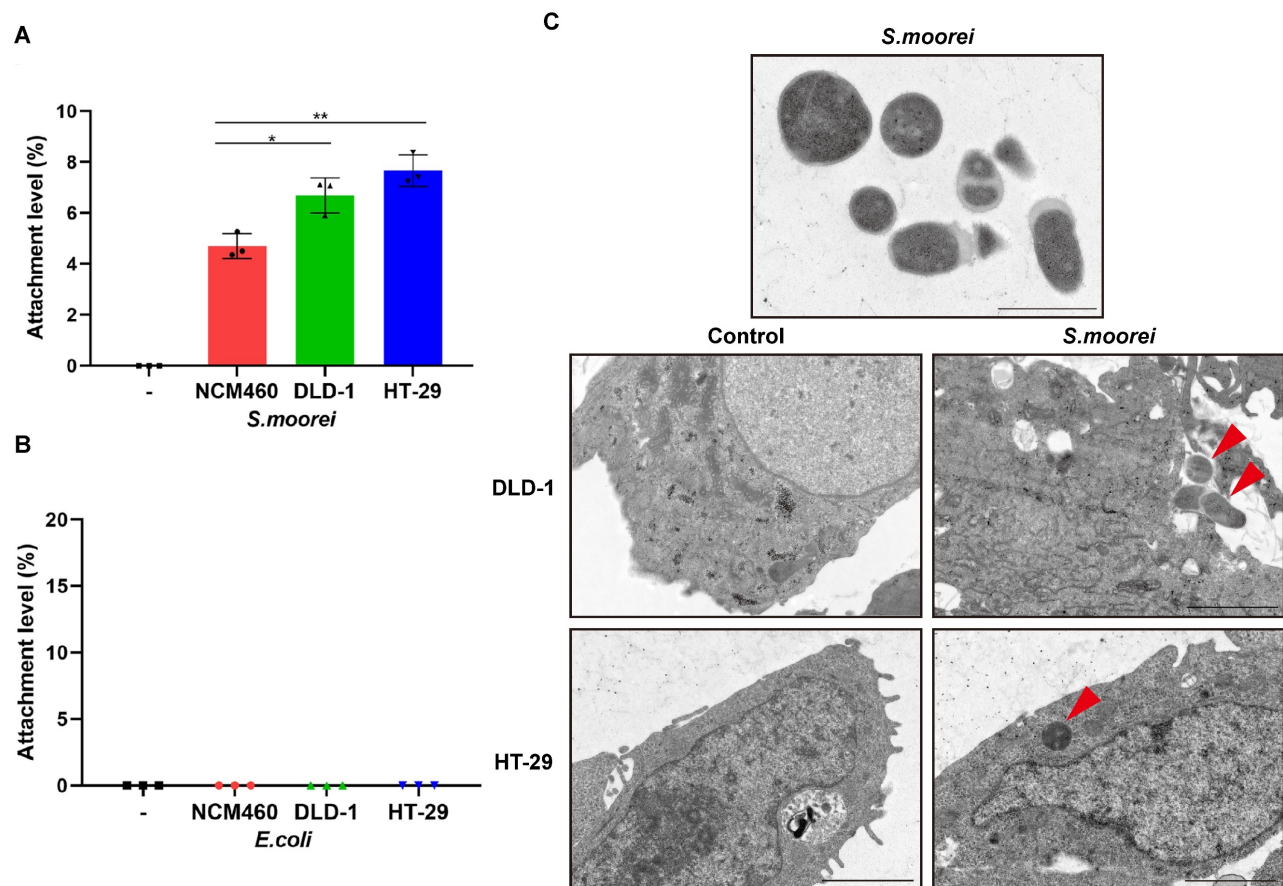 A
Attachment level (%)
10
8
6
4
2
0
**
*
-
NCM460
DLD-1
HT-29
S.moorei
B
Attachment level (%)
20
15
10
5
0
-
NCM460
DLD-1
HT-29
E.coli
C
S.moorei
Control
S.moorei
DLD-1
HT-29